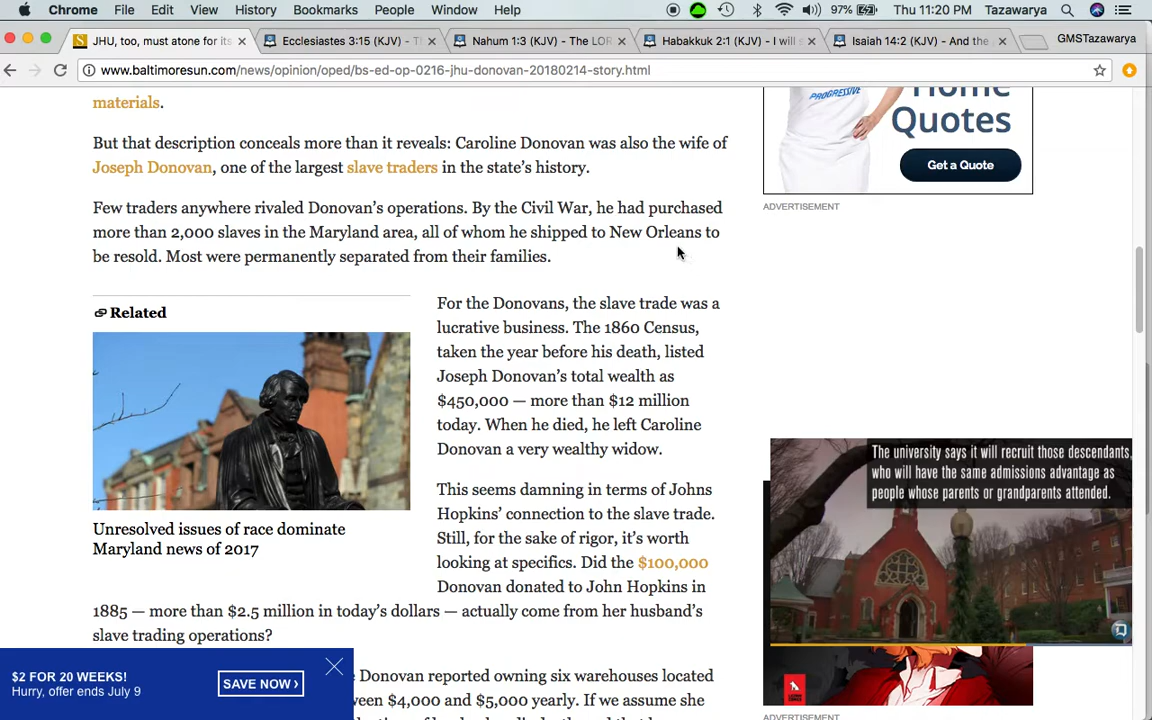 Chrome File Edit View History Bookmarks People Window Help 97% Thu 11:20 PM Tazawarya
JHU, too, must atone for its
Ecclesiastes 3:15 (KJV) - T
Nahum 1:3 (KJV) - The LOR
Habakkuk 2:1 (KJV) - I will s
Isaiah 14:2 (KJV) - And the
GMSTazawarya
www.baltimoresun.com/news/opinion/oped/bs-ed-op-0216-jhu-donovan-20180214-story.html
materials.
But that description conceals more than it reveals: Caroline Donovan was also the wife of
Joseph Donovan, one of the largest slave traders in the state's history.
Few traders anywhere rivaled Donovan's operations. By the Civil War, he had purchased
more than 2,000 slaves in the Maryland area, all of whom he shipped to New Orleans to
be resold. Most were permanently separated from their families.
Related
Unresolved issues of race dominate
Maryland news of 2017
For the Donovans, the slave trade was a
lucrative business. The 1860 Census,
taken the year before his death, listed
Joseph Donovan's total wealth as
$450,000 — more than $12 million
today. When he died, he left Caroline
Donovan a very wealthy widow.
This seems damning in terms of Johns
Hopkins' connection to the slave trade.
Still, for the sake of rigor, it's worth
looking at specifics. Did the $100,000
Donovan donated to John Hopkins in
1885 — more than $2.5 million in today's dollars — actually come from her husband's
slave trading operations?
Donovan reported owning six warehouses located
ween $4,000 and $5,000 yearly. If we assume she
$2 FOR 20 WEEKS!
Hurry, offer ends July 9
SAVE NOW ›
PROGRESSIVE
Home
Quotes
Get a Quote
ADVERTISEMENT
The university says it will recruit those descendants,
who will have the same admissions advantage as
people whose parents or grandparents attended.
ADVERTISEMENT